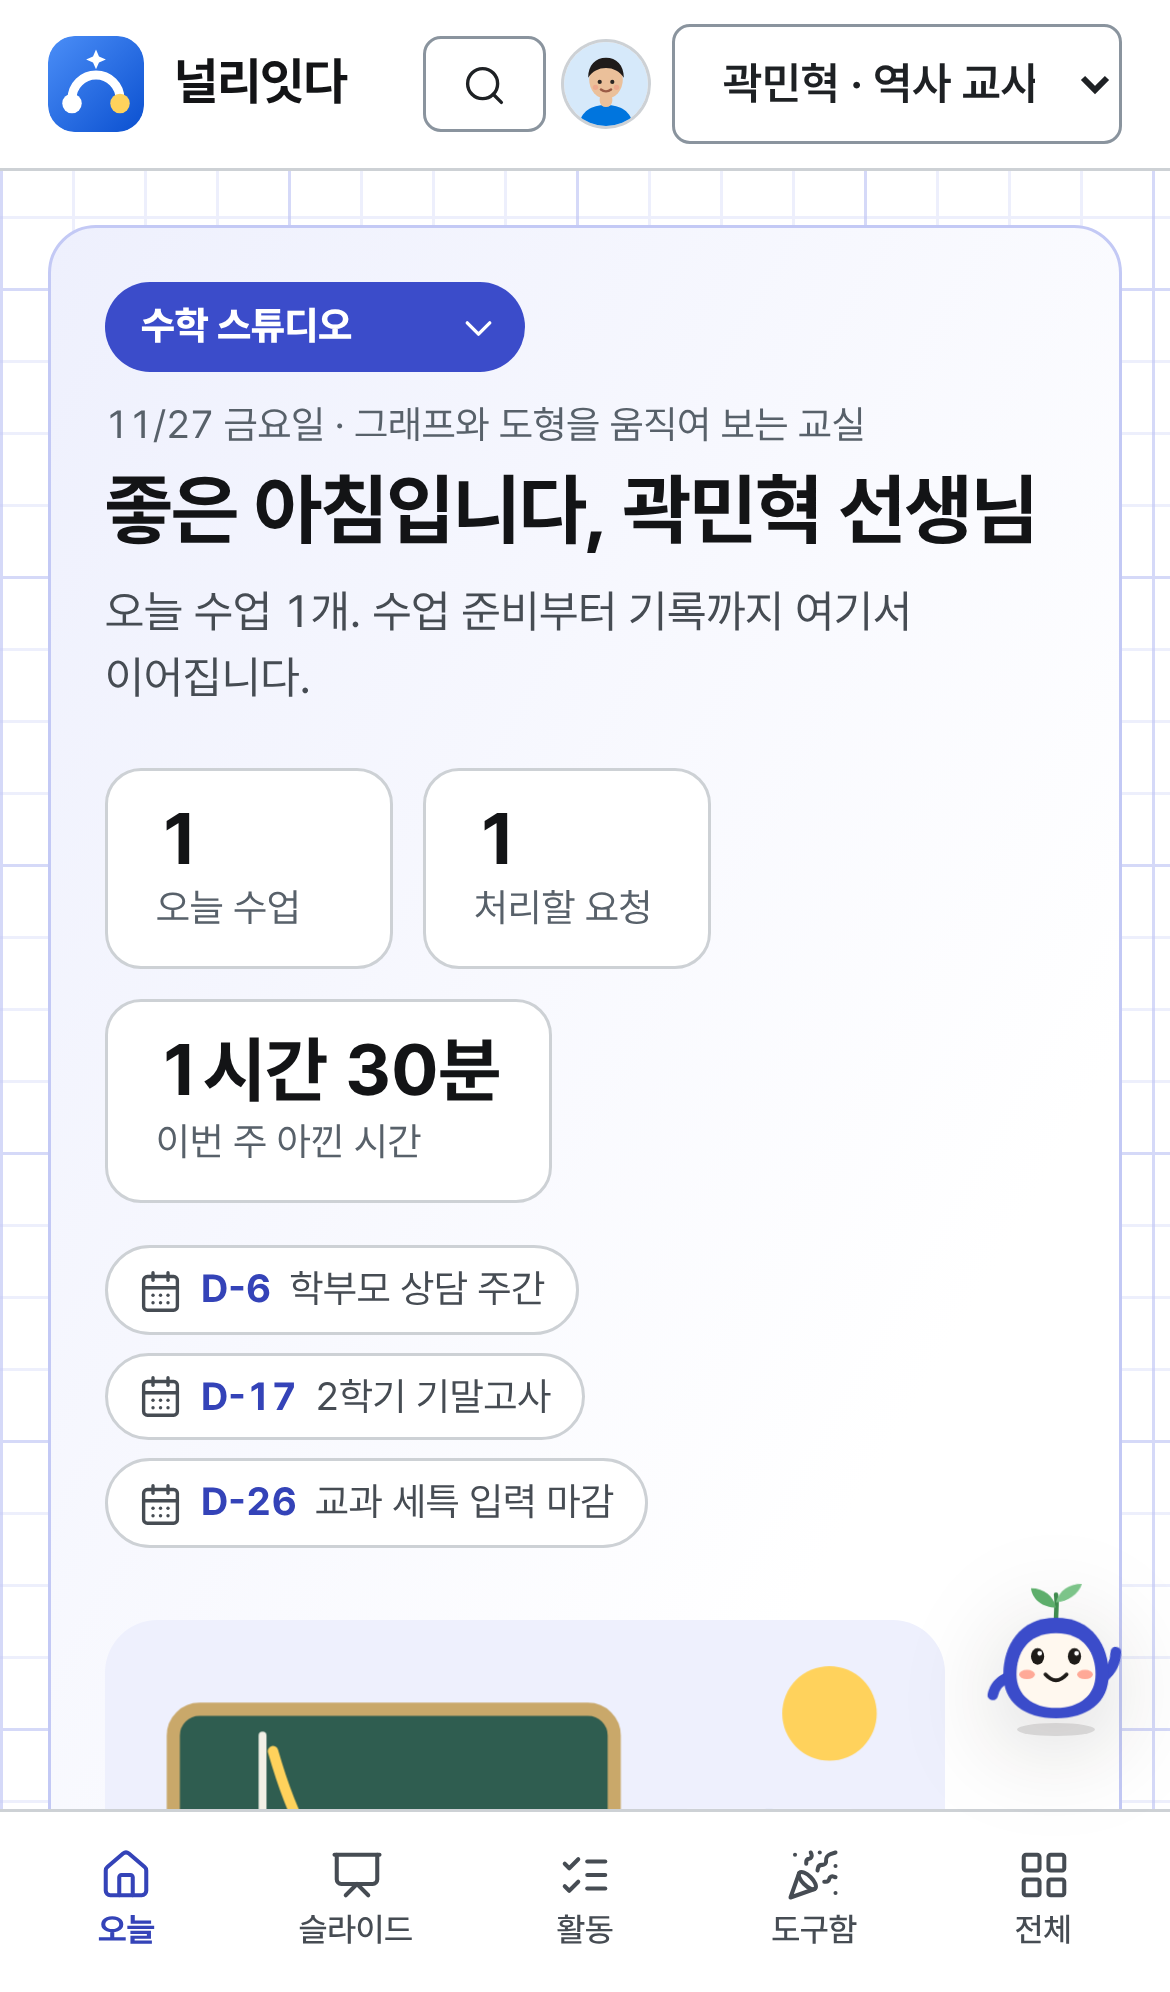 널리잇다
곽민혁 · 역사 교사
수학 스튜디오
11/27 금요일 · 그래프와 도형을 움직여 보는 교실
좋은 아침입니다, 곽민혁 선생님
오늘 수업 1개. 수업 준비부터 기록까지 여기서
이어집니다.
1
오늘 수업
1
처리할 요청
1시간 30분
이번 주 아낀 시간
D-6 학부모 상담 주간
D-17 2학기 기말고사
D-26 교과 세특 입력 마감
오늘
슬라이드
활동
도구함
전체